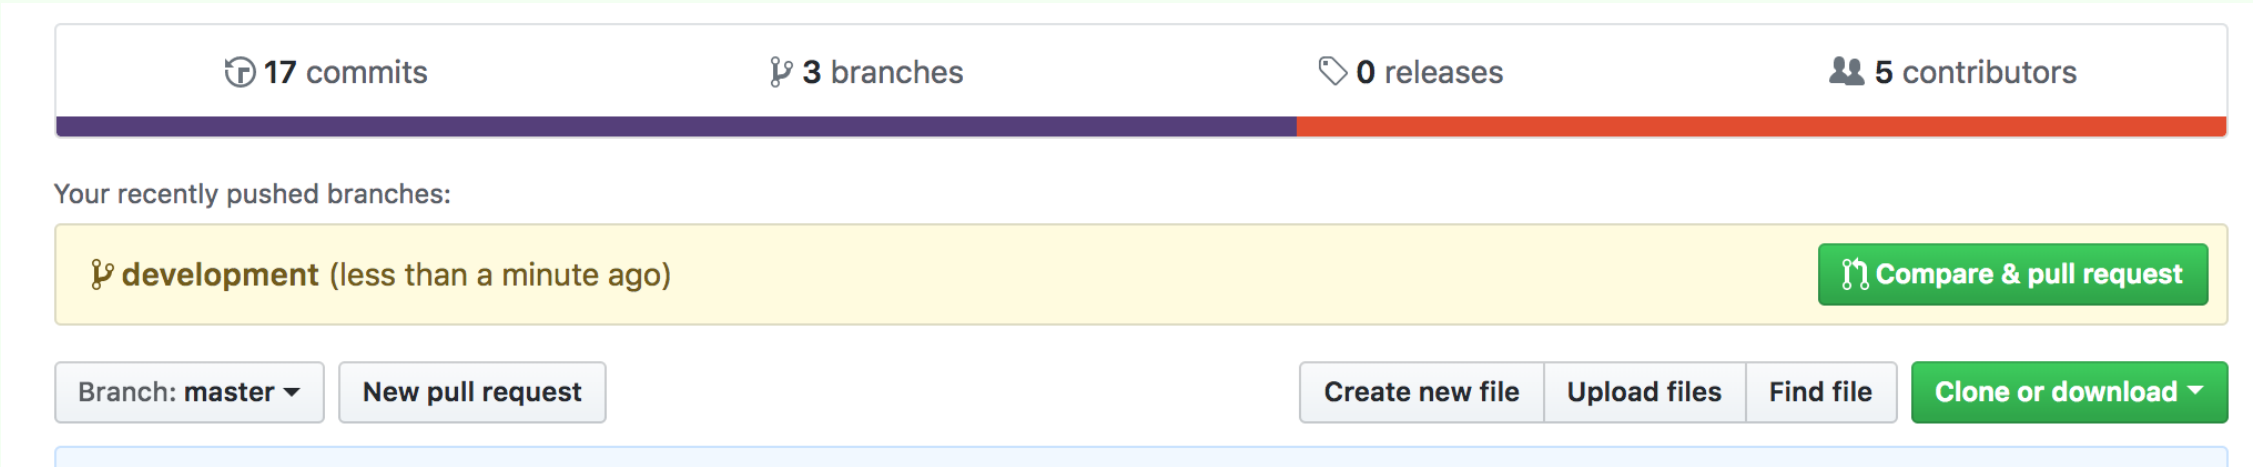 17 commits 3 branches 0 releases 5 contributors
Your recently pushed branches:
development (less than a minute ago) Compare & pull request
Branch: master New pull request Create new file Upload files Find file Clone or download